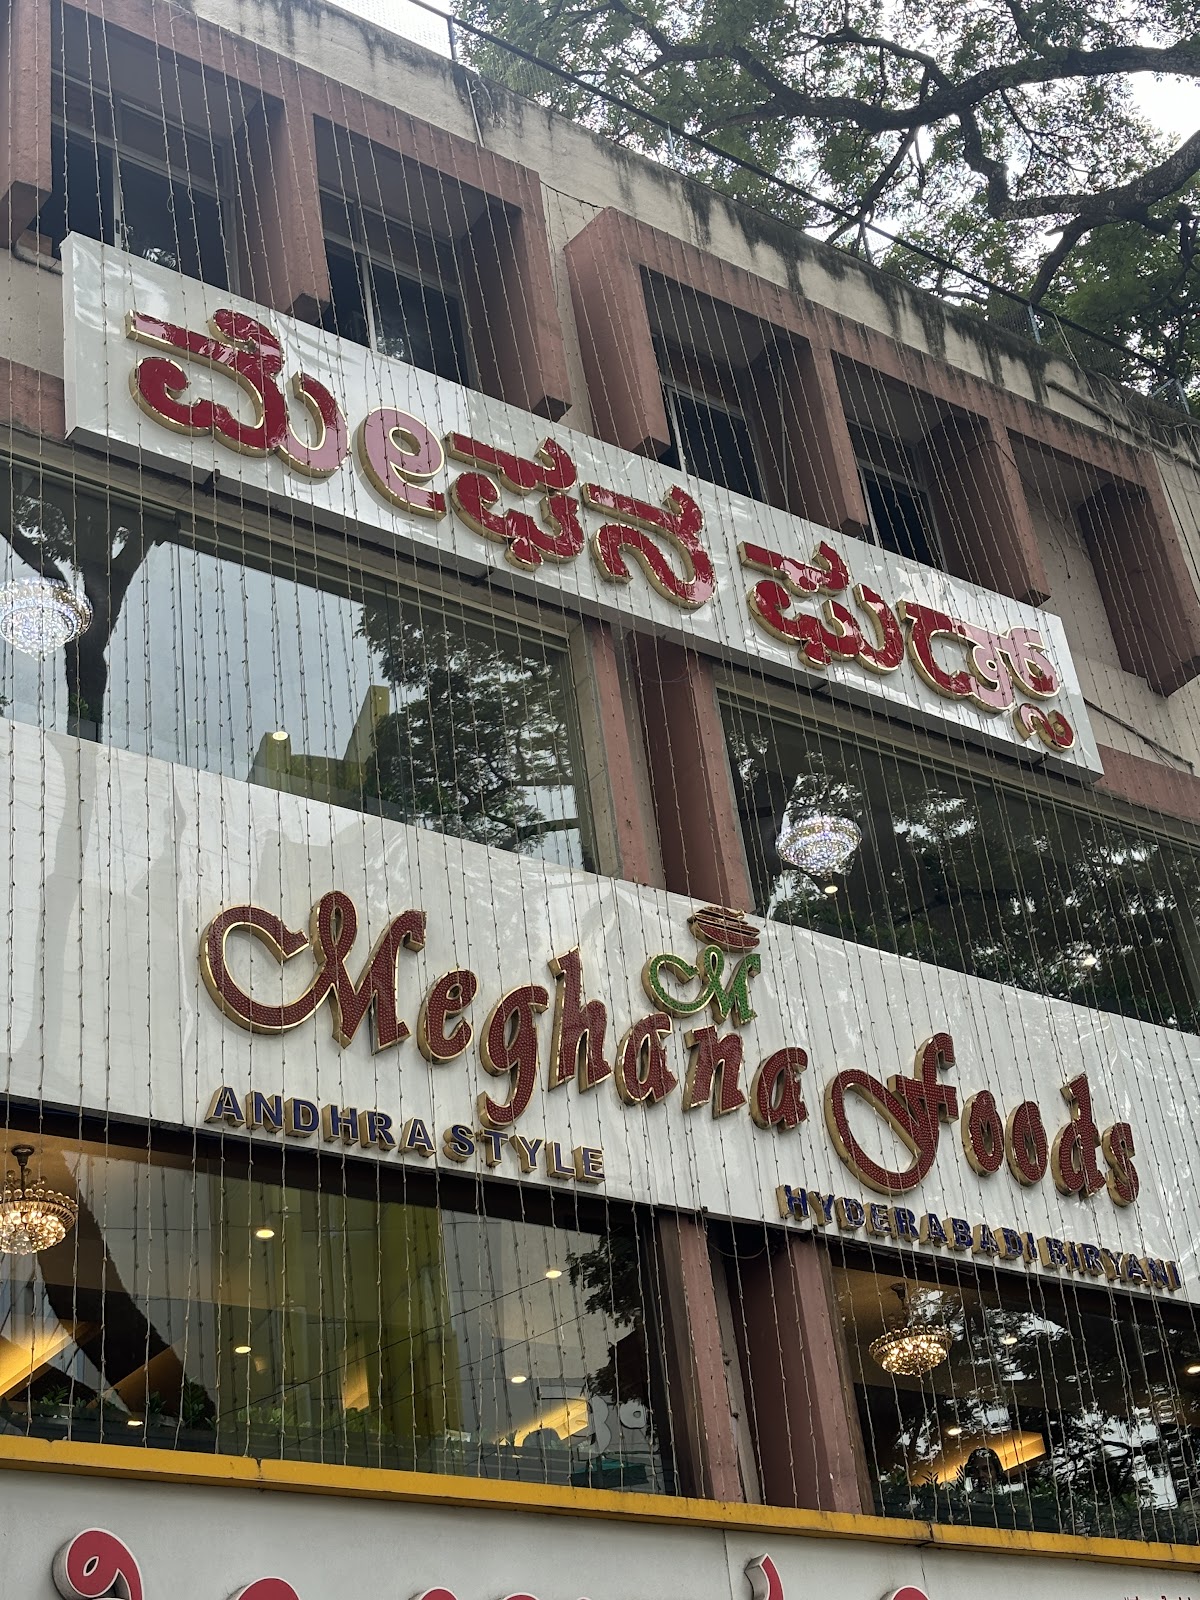 ಮೇಘನ ಫುಡ್ಸ್
M
Meghana Foods
ANDHRA STYLE
HYDERABADI BIRYANI